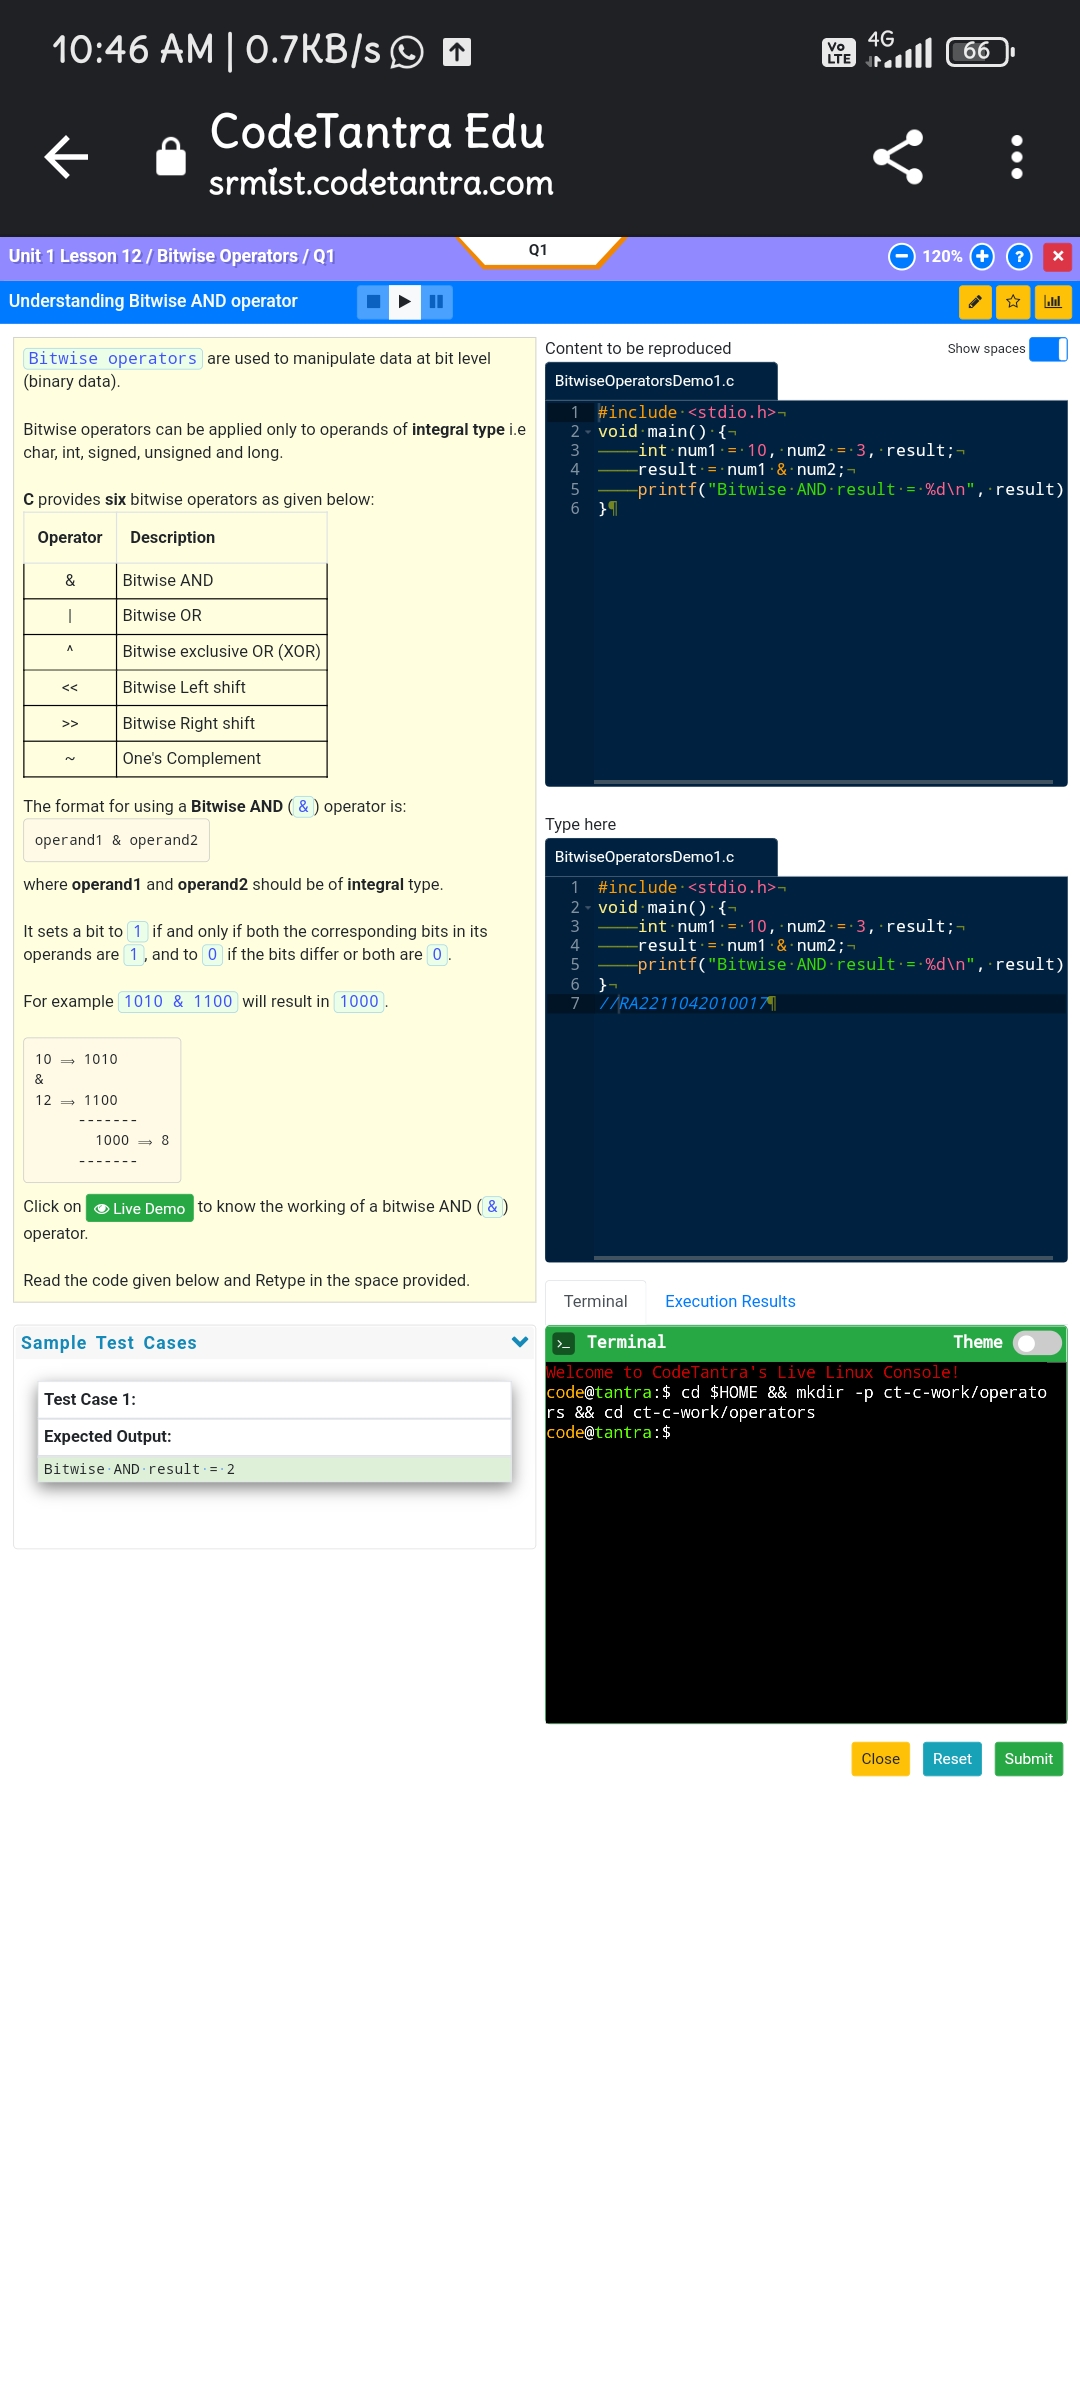 10:46 AM | 0.7KB/s
Vo LTE 4G 66
CodeTantra Edu
srmist.codetantra.com
Unit 1 Lesson 12 / Bitwise Operators / Q1
Q1
120%
?
Understanding Bitwise AND operator
Bitwise operators are used to manipulate data at bit level
(binary data).
Bitwise operators can be applied only to operands of integral type i.e
char, int, signed, unsigned and long.
C provides six bitwise operators as given below:
Operator Description
& Bitwise AND
| Bitwise OR
^ Bitwise exclusive OR (XOR)
<< Bitwise Left shift
>> Bitwise Right shift
~ One's Complement
The format for using a Bitwise AND ( & ) operator is:
operand1 & operand2
where operand1 and operand2 should be of integral type.
It sets a bit to 1 if and only if both the corresponding bits in its
operands are 1, and to 0 if the bits differ or both are 0.
For example 1010 & 1100 will result in 1000.
10 ⟹ 1010
&
12 ⟹ 1100
-------
1000 ⟹ 8
-------
Click on Live Demo to know the working of a bitwise AND ( & )
operator.
Read the code given below and Retype in the space provided.
Sample Test Cases
Test Case 1:
Expected Output:
Bitwise·AND·result·=·2
Content to be reproduced
Show spaces
BitwiseOperatorsDemo1.c
1 #include·<stdio.h>¬
2 void·main()·{¬
3 ————int·num1·=·10,·num2·=·3,·result;¬
4 ————result·=·num1·&·num2;¬
5 ————printf("Bitwise·AND·result·=·%d\n",·result)
6 }¶
Type here
BitwiseOperatorsDemo1.c
1 #include·<stdio.h>¬
2 void·main()·{¬
3 ————int·num1·=·10,·num2·=·3,·result;¬
4 ————result·=·num1·&·num2;¬
5 ————printf("Bitwise·AND·result·=·%d\n",·result)
6 }¬
7 //RA2211042010017¶
Terminal Execution Results
>_ Terminal Theme
Welcome to CodeTantra's Live Linux Console!
code@tantra:$ cd $HOME && mkdir -p ct-c-work/operato
rs && cd ct-c-work/operators
code@tantra:$
Close Reset Submit